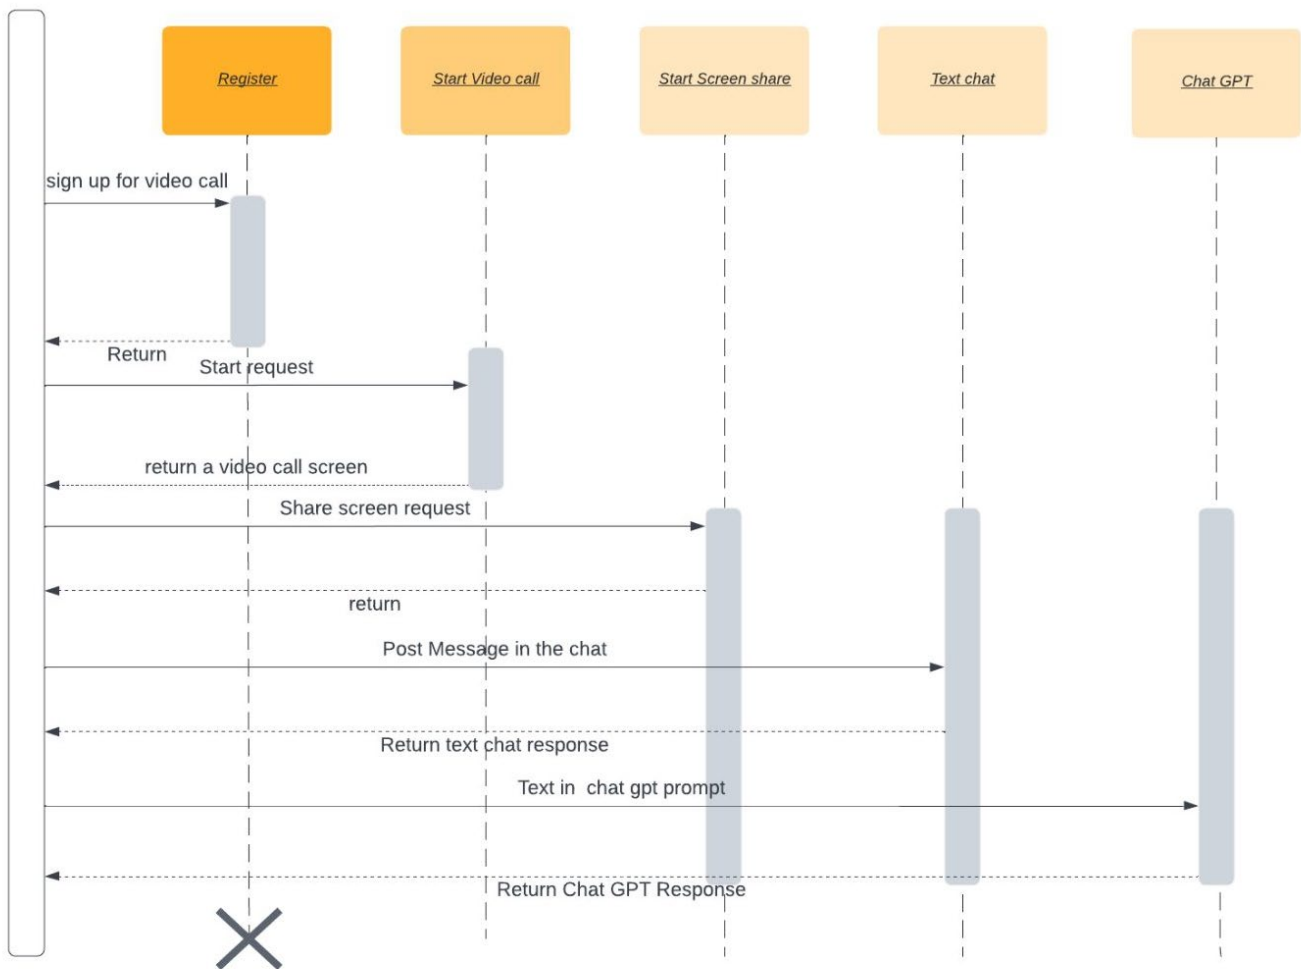 Register
Start Video call
Start Screen share
Text chat
Chat GPT
sign up for video call
Return
Start request
return a video call screen
Share screen request
return
Post Message in the chat
Return text chat response
Text in  chat gpt prompt
Return Chat GPT Response